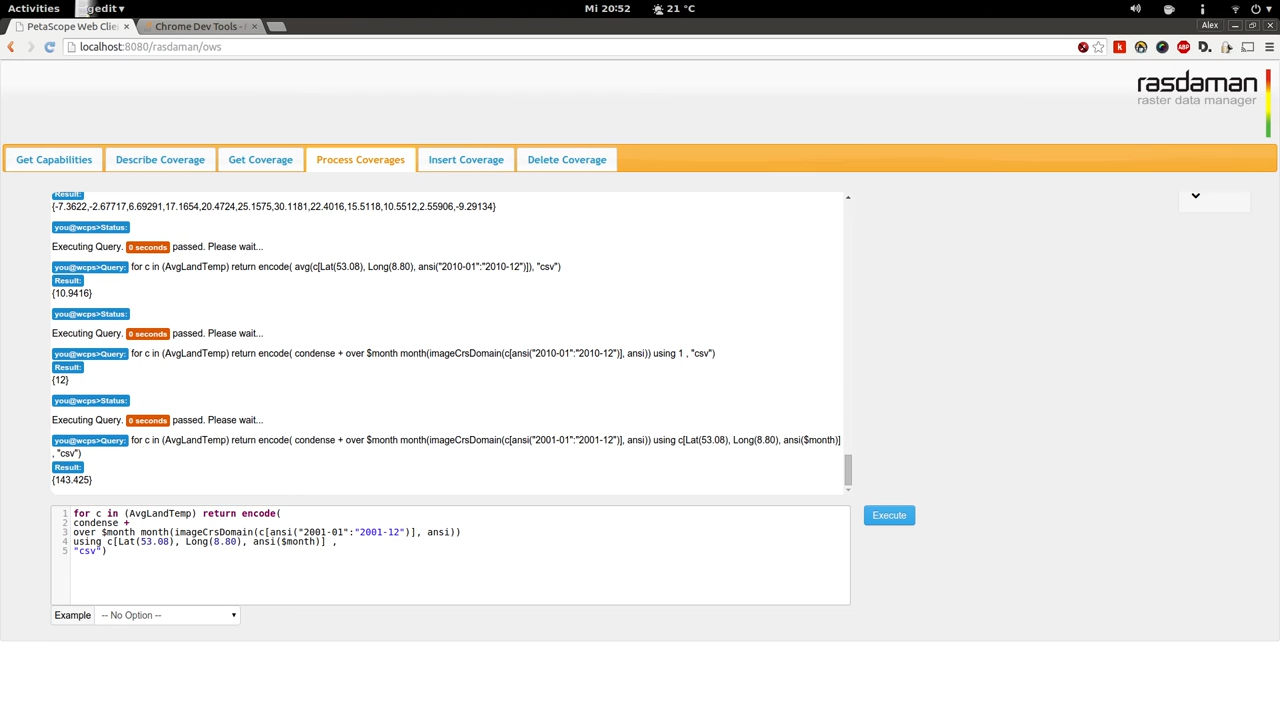 Activities gedit ▾ Mi 20:52 21 °C
PetaScope Web Clie × Chrome Dev Tools - × Alex
localhost:8080/rasdaman/ows
rasdaman
raster data manager
Get Capabilities Describe Coverage Get Coverage Process Coverages Insert Coverage Delete Coverage
Result:
{-7.3622,-2.67717,6.69291,17.1654,20.4724,25.1575,30.1181,22.4016,15.5118,10.5512,2.55906,-9.29134}
you@wcps>Status:
Executing Query. 0 seconds passed. Please wait...
you@wcps>Query: for c in (AvgLandTemp) return encode( avg(c[Lat(53.08), Long(8.80), ansi("2010-01":"2010-12")]), "csv")
Result:
{10.9416}
you@wcps>Status:
Executing Query. 0 seconds passed. Please wait...
you@wcps>Query: for c in (AvgLandTemp) return encode( condense + over $month month(imageCrsDomain(c[ansi("2010-01":"2010-12")], ansi)) using 1 , "csv")
Result:
{12}
you@wcps>Status:
Executing Query. 0 seconds passed. Please wait...
you@wcps>Query: for c in (AvgLandTemp) return encode( condense + over $month month(imageCrsDomain(c[ansi("2001-01":"2001-12")], ansi)) using c[Lat(53.08), Long(8.80), ansi($month)]
, "csv")
Result:
{143.425}
1 for c in (AvgLandTemp) return encode(
2 condense +
3 over $month month(imageCrsDomain(c[ansi("2001-01":"2001-12")], ansi))
4 using c[Lat(53.08), Long(8.80), ansi($month)] ,
5 "csv")
Execute
Example -- No Option --